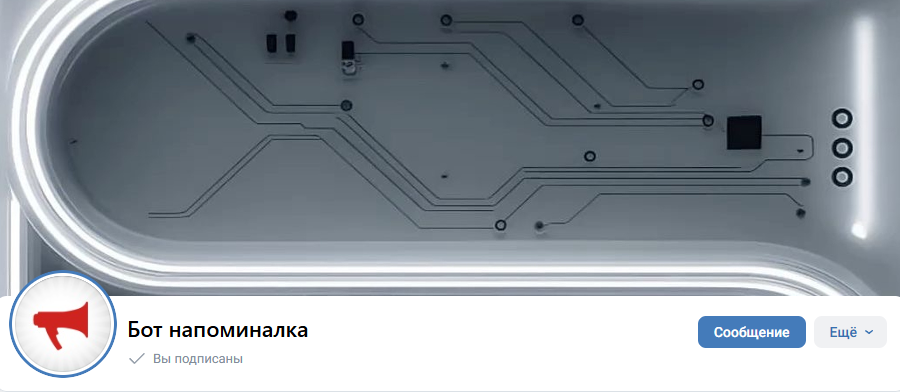 Бот напоминалка
Вы подписаны
Сообщение
Ещё